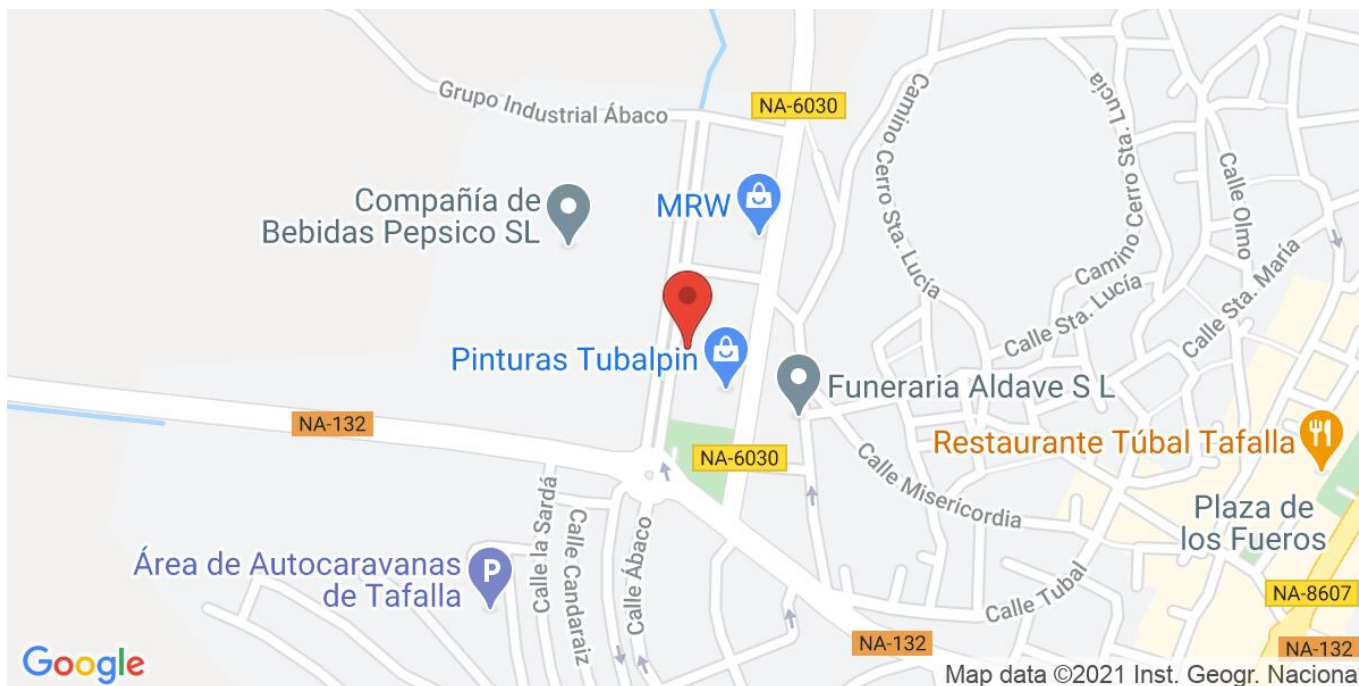 Grupo Industrial Ábaco
NA-6030
Camino Cerro Sta. Lucía
Camino Cerro Sta. Lucía
Calle Olmo
Compañía de
Bebidas Pepsico SL
MRW
Calle Sta. María
Calle Sta. Lucía
Pinturas Tubalpin
Funeraria Aldave S L
NA-132
Restaurante Túbal Tafalla
NA-6030
Calle Misericordia
Plaza de
los Fueros
Calle la Sardá
Calle Candaraiz
Calle Ábaco
Área de Autocaravanas
de Tafalla
P
Calle Tubal
NA-8607
NA-132
NA-132
Google
Map data ©2021 Inst. Geogr. Naciona